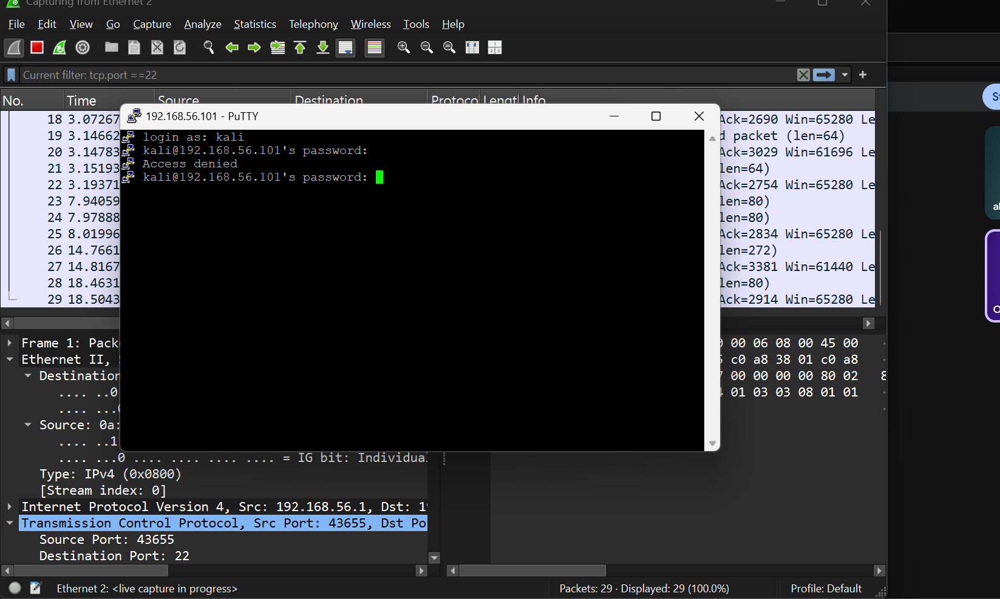 Capturing from Ethernet 2
File Edit View Go Capture Analyze Statistics Telephony Wireless Tools Help
Current filter: tcp.port ==22
No. Time Source Destination Protoco Lengt Info
192.168.56.101 - PuTTY
login as: kali
kali@192.168.56.101's password:
Access denied
kali@192.168.56.101's password:
18 3.07267 Ack=2690 Win=65280 Le
19 3.14662 d packet (len=64)
20 3.14783 Ack=3029 Win=61696 Le
21 3.15193 len=64)
22 3.19371 Ack=2754 Win=65280 Le
23 7.94059 len=80)
24 7.97888 len=80)
25 8.01996 Ack=2834 Win=65280 Le
26 14.7661 len=272)
27 14.8167 Ack=3381 Win=61440 Le
28 18.4631 len=80)
29 18.5043 Ack=2914 Win=65280 Le
Frame 1: Pack
Ethernet II,
Destination
.... ..0
.... ...0
Source: 0a:
.... ..1
.... ...0 .... .... .... .... = IG bit: Individual
Type: IPv4 (0x0800)
[Stream index: 0]
Internet Protocol Version 4, Src: 192.168.56.1, Dst: 19
Transmission Control Protocol, Src Port: 43655, Dst Po
Source Port: 43655
Destination Port: 22
00 06 08 00 45 00
c0 a8 38 01 c0 a8
00 00 00 00 80 02
01 03 03 08 01 01
Ethernet 2: <live capture in progress>
Packets: 29 · Displayed: 29 (100.0%)
Profile: Default